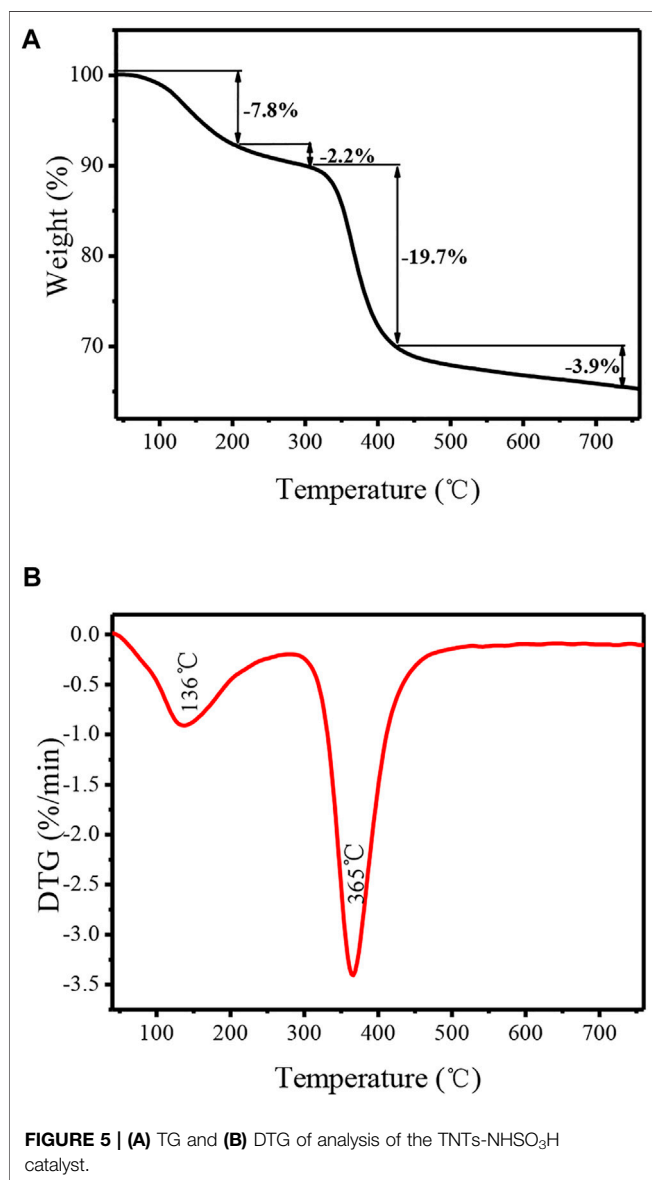 A
100
90
80
70
Weight (%)
-7.8%
-2.2%
-19.7%
-3.9%
100 200 300 400 500 600 700
Temperature (℃)
B
0.0
-0.5
-1.0
-1.5
-2.0
-2.5
-3.0
-3.5
DTG (%/min)
136℃
365℃
100 200 300 400 500 600 700
Temperature (℃)
FIGURE 5 | (A) TG and (B) DTG of analysis of the TNTs-NHSO₃H
catalyst.